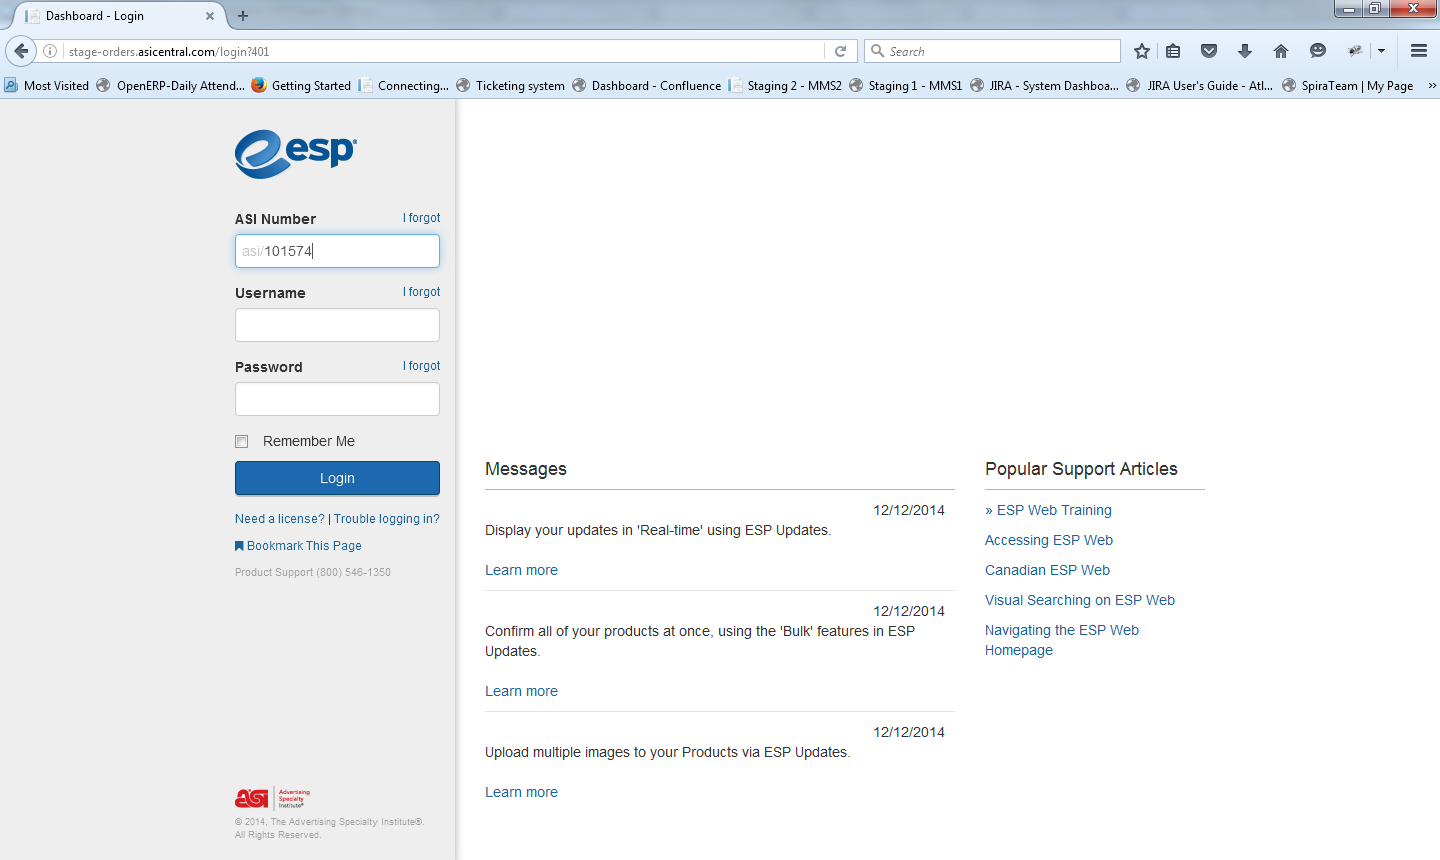 Dashboard - Login
stage-orders.asicentral.com/login?401
Search
Most Visited
OpenERP-Daily Attend...
Getting Started
Connecting...
Ticketing system
Dashboard - Confluence
Staging 2 - MMS2
Staging 1 - MMS1
JIRA - System Dashboa...
JIRA User's Guide - Atl...
SpiraTeam | My Page
»
esp®
ASI Number
I forgot
asi/101574
Username
I forgot
Password
I forgot
Remember Me
Login
Need a license? | Trouble logging in?
Bookmark This Page
Product Support (800) 546-1350
asi Advertising
Specialty
Institute®
© 2014, The Advertising Specialty Institute®.
All Rights Reserved.
Messages
12/12/2014
Display your updates in 'Real-time' using ESP Updates.
Learn more
12/12/2014
Confirm all of your products at once, using the 'Bulk' features in ESP
Updates.
Learn more
12/12/2014
Upload multiple images to your Products via ESP Updates.
Learn more
Popular Support Articles
» ESP Web Training
Accessing ESP Web
Canadian ESP Web
Visual Searching on ESP Web
Navigating the ESP Web
Homepage